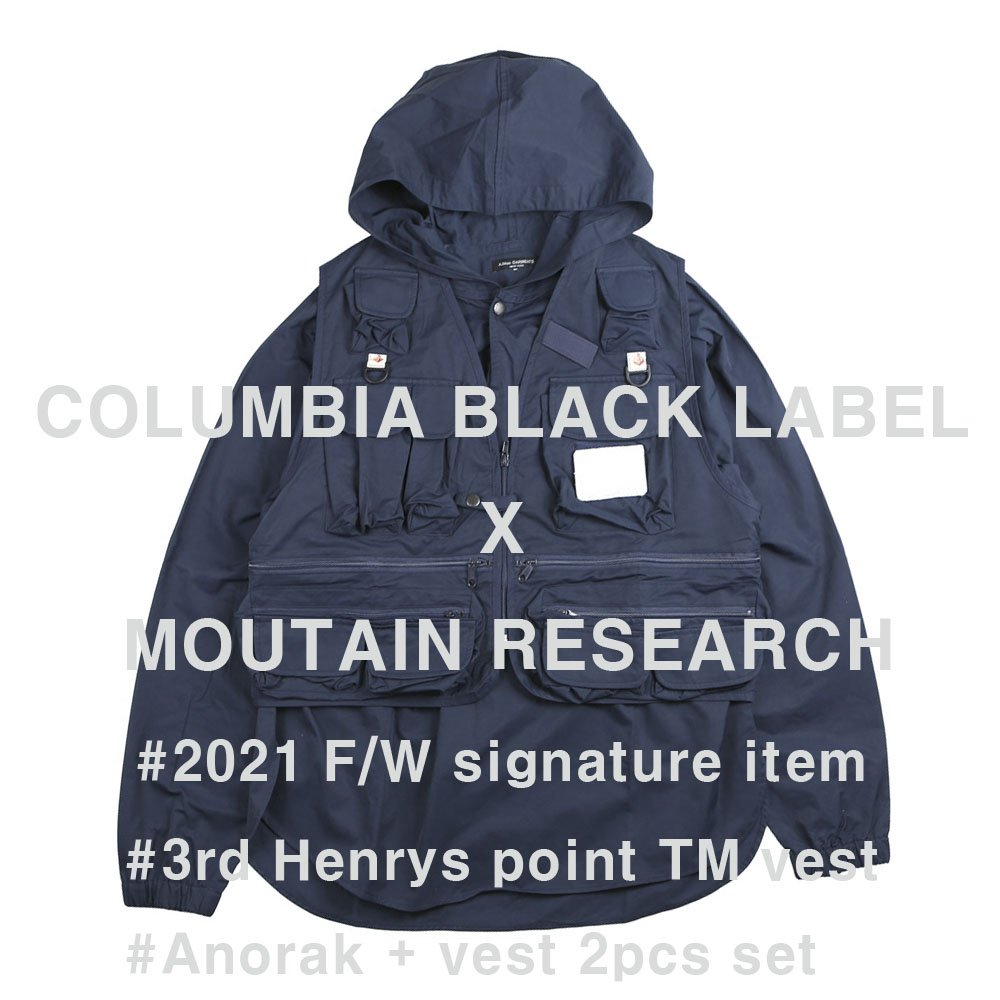 COLUMBIA BLACK LABEL
X
MOUTAIN RESEARCH
#2021 F/W signature item
#3rd Henrys point TM vest
#Anorak + vest 2pcs set